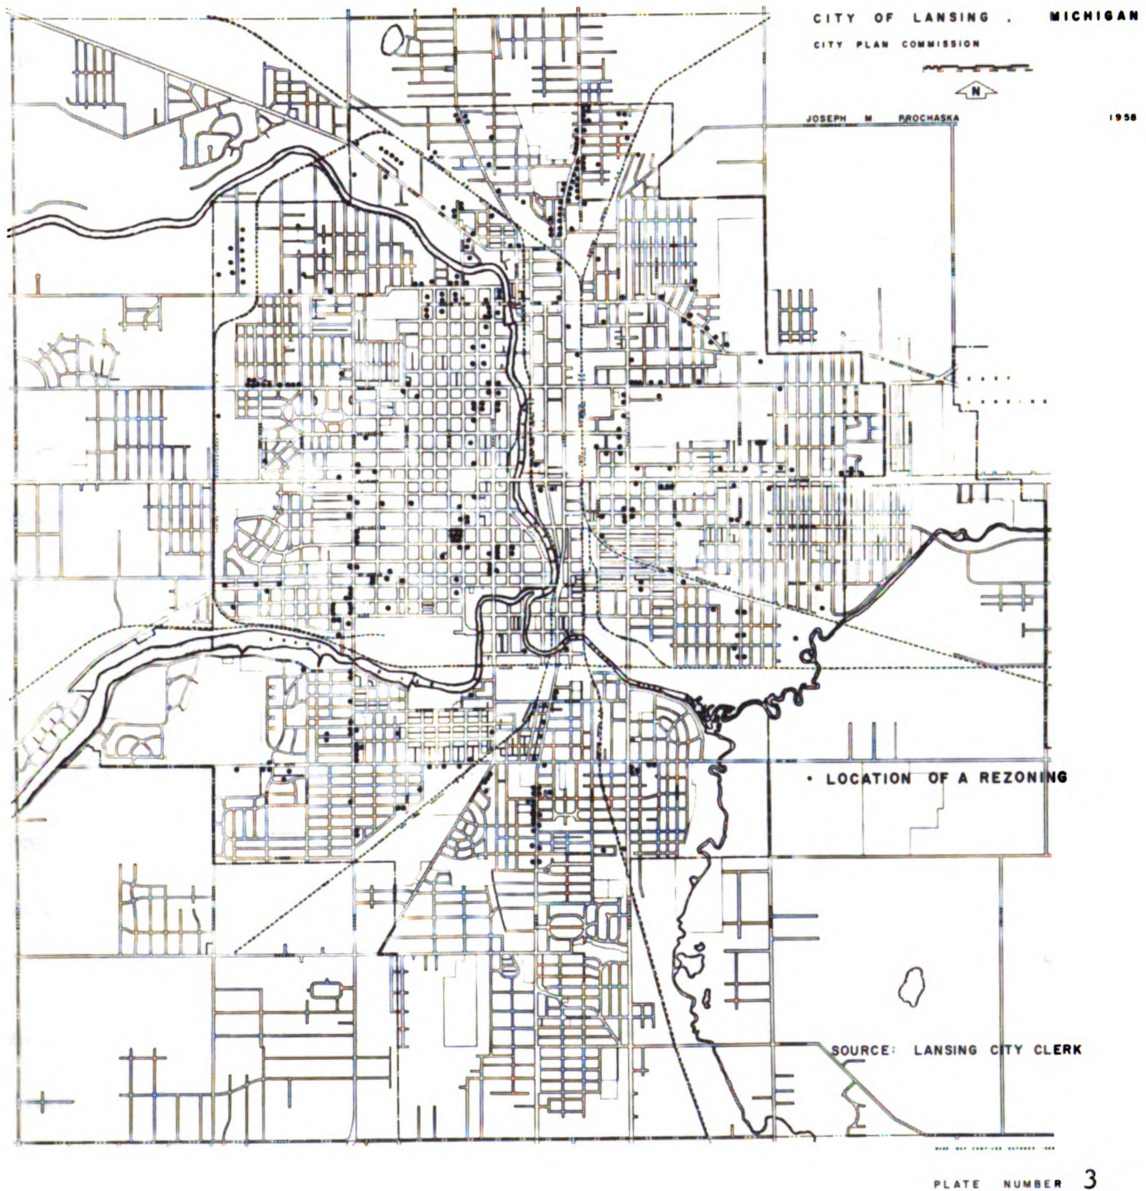 CITY OF LANSING , MICHIGAN
CITY PLAN COMMISSION
N
JOSEPH M PROCHASKA 1958
• LOCATION OF A REZONING
SOURCE: LANSING CITY CLERK
PLATE NUMBER 3